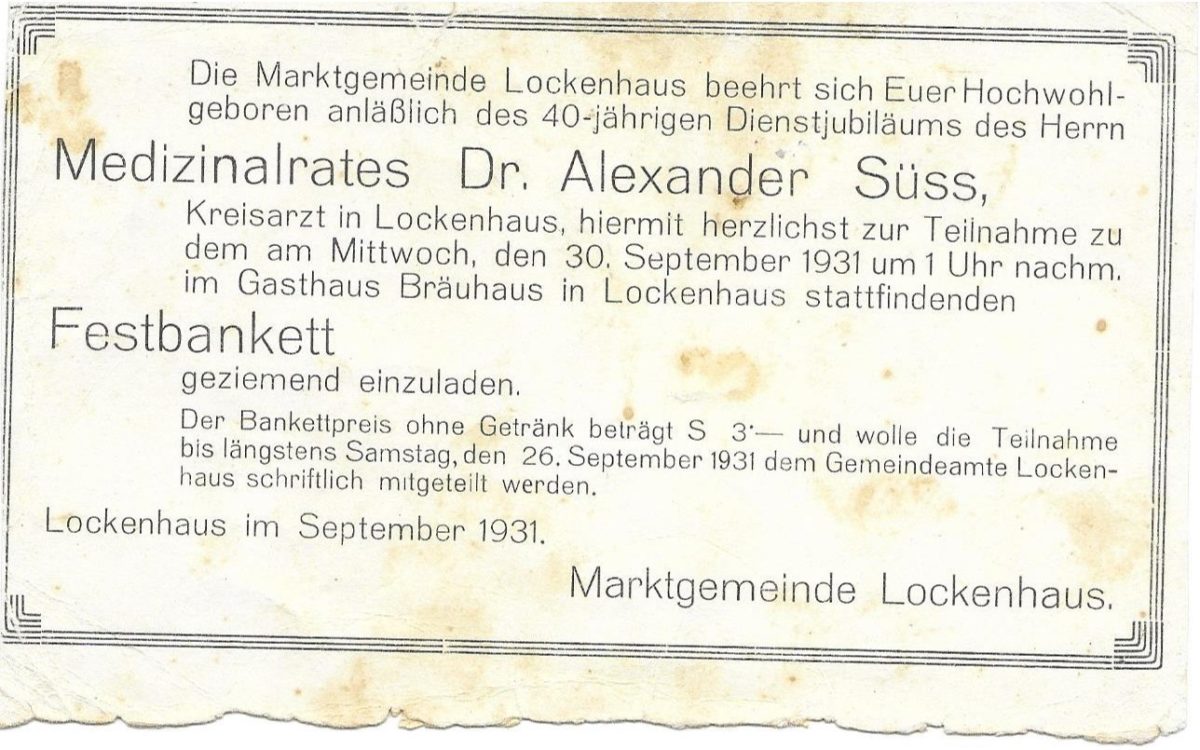 Die Marktgemeinde Lockenhaus beehrt sich Euer Hochwohl-
geboren anläßlich des 40-jährigen Dienstjubiläums des Herrn
Medizinalrates Dr. Alexander Süss,
Kreisarzt in Lockenhaus, hiermit herzlichst zur Teilnahme zu
dem am Mittwoch, den 30. September 1931 um 1 Uhr nachm.
im Gasthaus Bräuhaus in Lockenhaus stattfindenden
Festbankett
geziemend einzuladen.
Der Bankettpreis ohne Getränk beträgt S 3·— und wolle die Teilnahme
bis längstens Samstag, den 26. September 1931 dem Gemeindeamte Locken-
haus schriftlich mitgeteilt werden.
Lockenhaus im September 1931.
Marktgemeinde Lockenhaus.